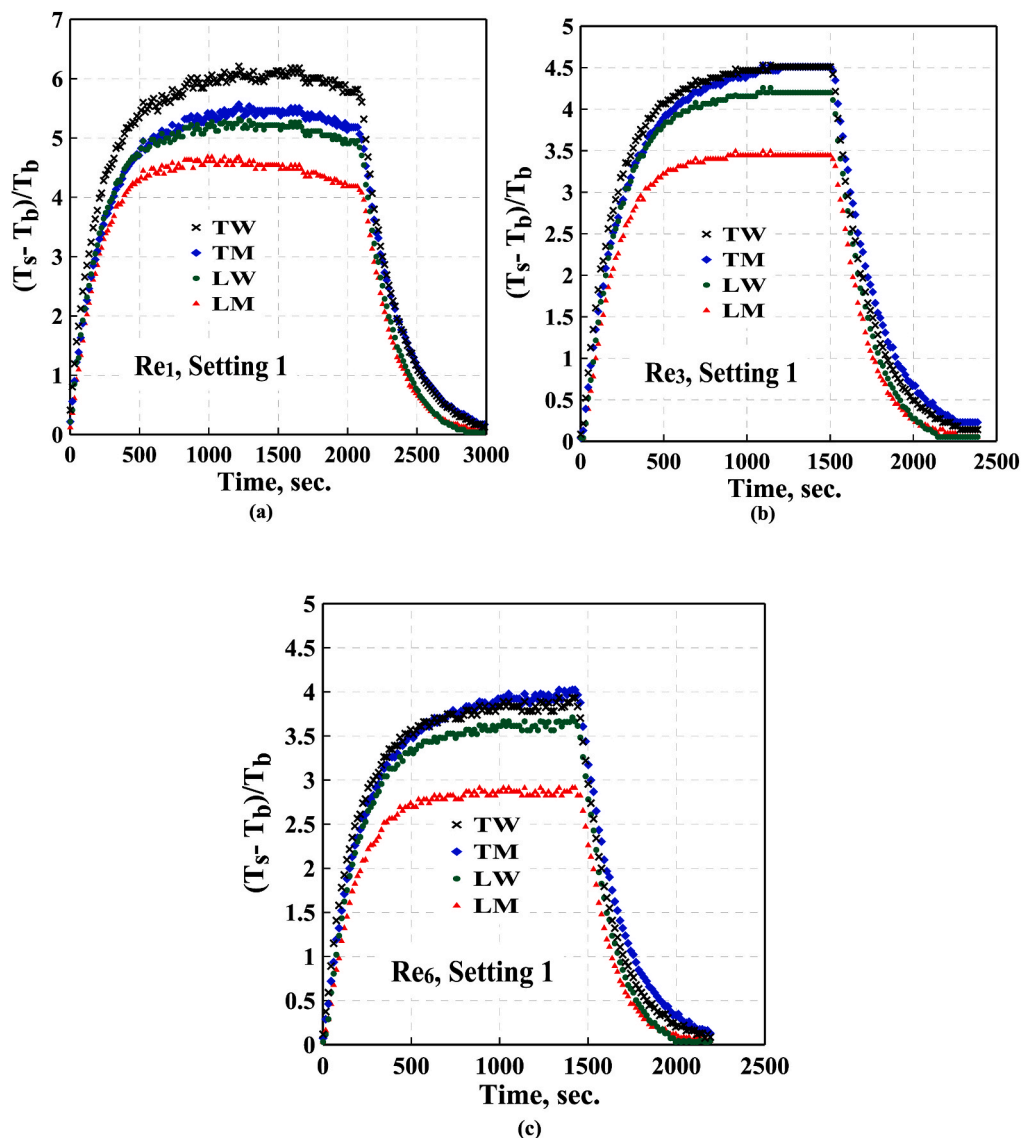 7
6
5
4
3
2
1
0
(Ts- Tb)/Tb
TW
TM
LW
LM
Re1, Setting 1
0 500 1000 1500 2000 2500 3000
Time, sec.
(a)
5
4.5
4
3.5
3
2.5
2
1.5
1
0.5
0
(Ts- Tb)/Tb
TW
TM
LW
LM
Re3, Setting 1
0 500 1000 1500 2000 2500
Time, sec.
(b)
5
4.5
4
3.5
3
2.5
2
1.5
1
0.5
0
(Ts- Tb)/Tb
TW
TM
LW
LM
Re6, Setting 1
0 500 1000 1500 2000 2500
Time, sec.
(c)